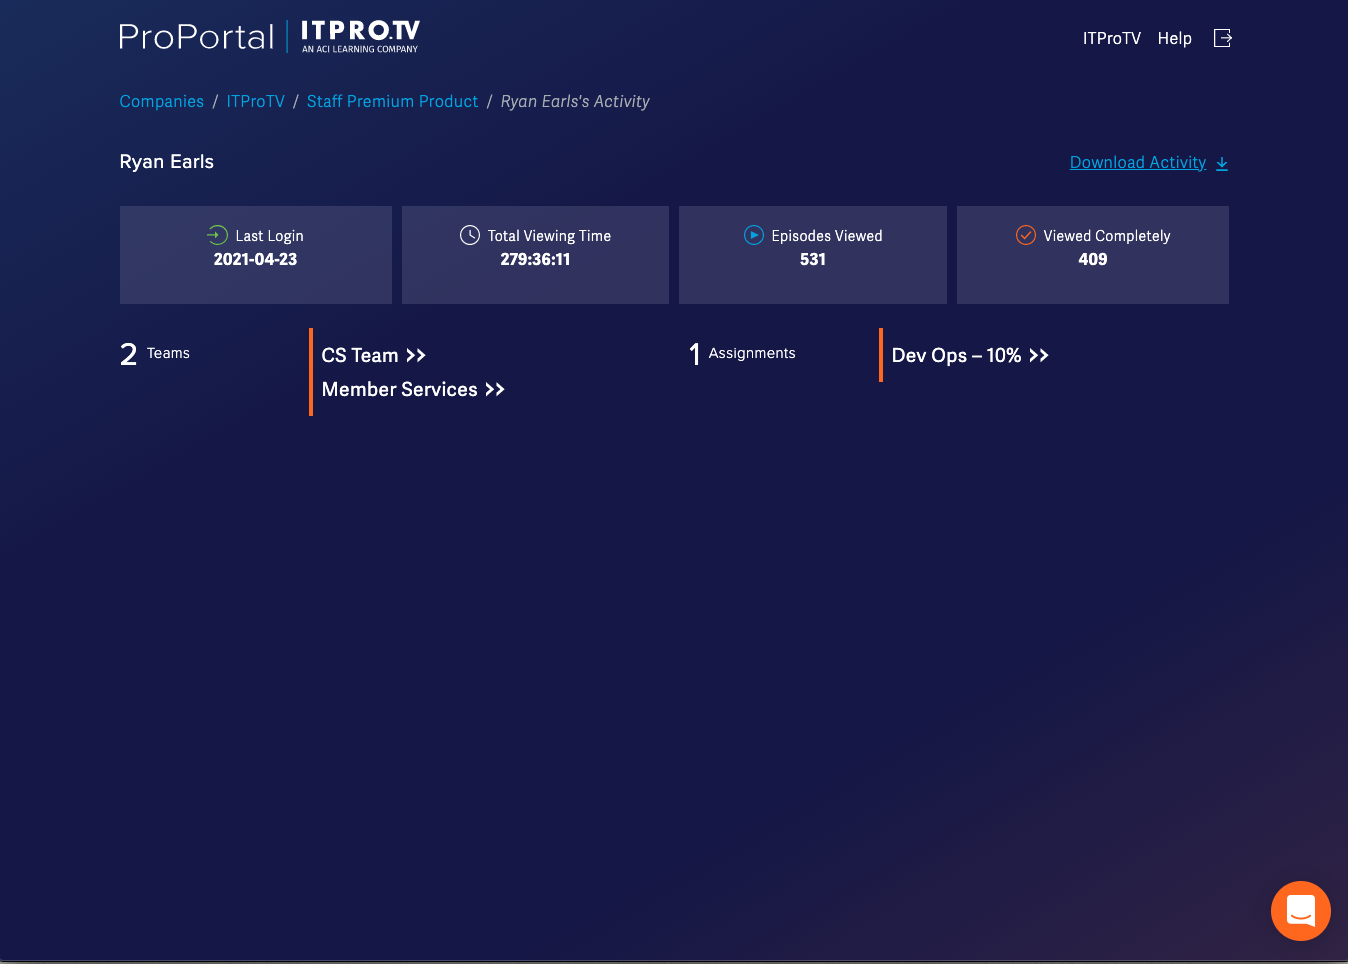 ProPortal ITPRO.TV
AN ACI LEARNING COMPANY
ITProTV Help
Companies / ITProTV / Staff Premium Product / Ryan Earls's Activity
Ryan Earls
Download Activity
Last Login
2021-04-23
Total Viewing Time
279:36:11
Episodes Viewed
531
Viewed Completely
409
2 Teams
CS Team >>
Member Services >>
1 Assignments
Dev Ops – 10% >>